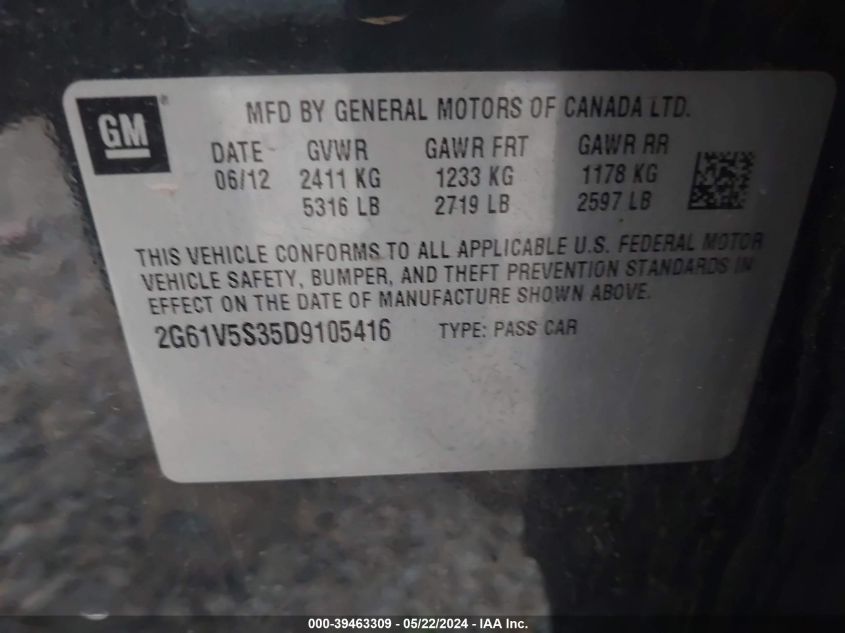 GM®
MFD BY GENERAL MOTORS OF CANADA LTD.
DATE GVWR GAWR FRT GAWR RR
06/12 2411 KG 1233 KG 1178 KG
5316 LB 2719 LB 2597 LB
THIS VEHICLE CONFORMS TO ALL APPLICABLE U.S. FEDERAL MOTOR
VEHICLE SAFETY, BUMPER, AND THEFT PREVENTION STANDARDS IN
EFFECT ON THE DATE OF MANUFACTURE SHOWN ABOVE.
2G61V5S35D9105416 TYPE: PASS CAR
000-39463309 - 05/22/2024 - IAA Inc.